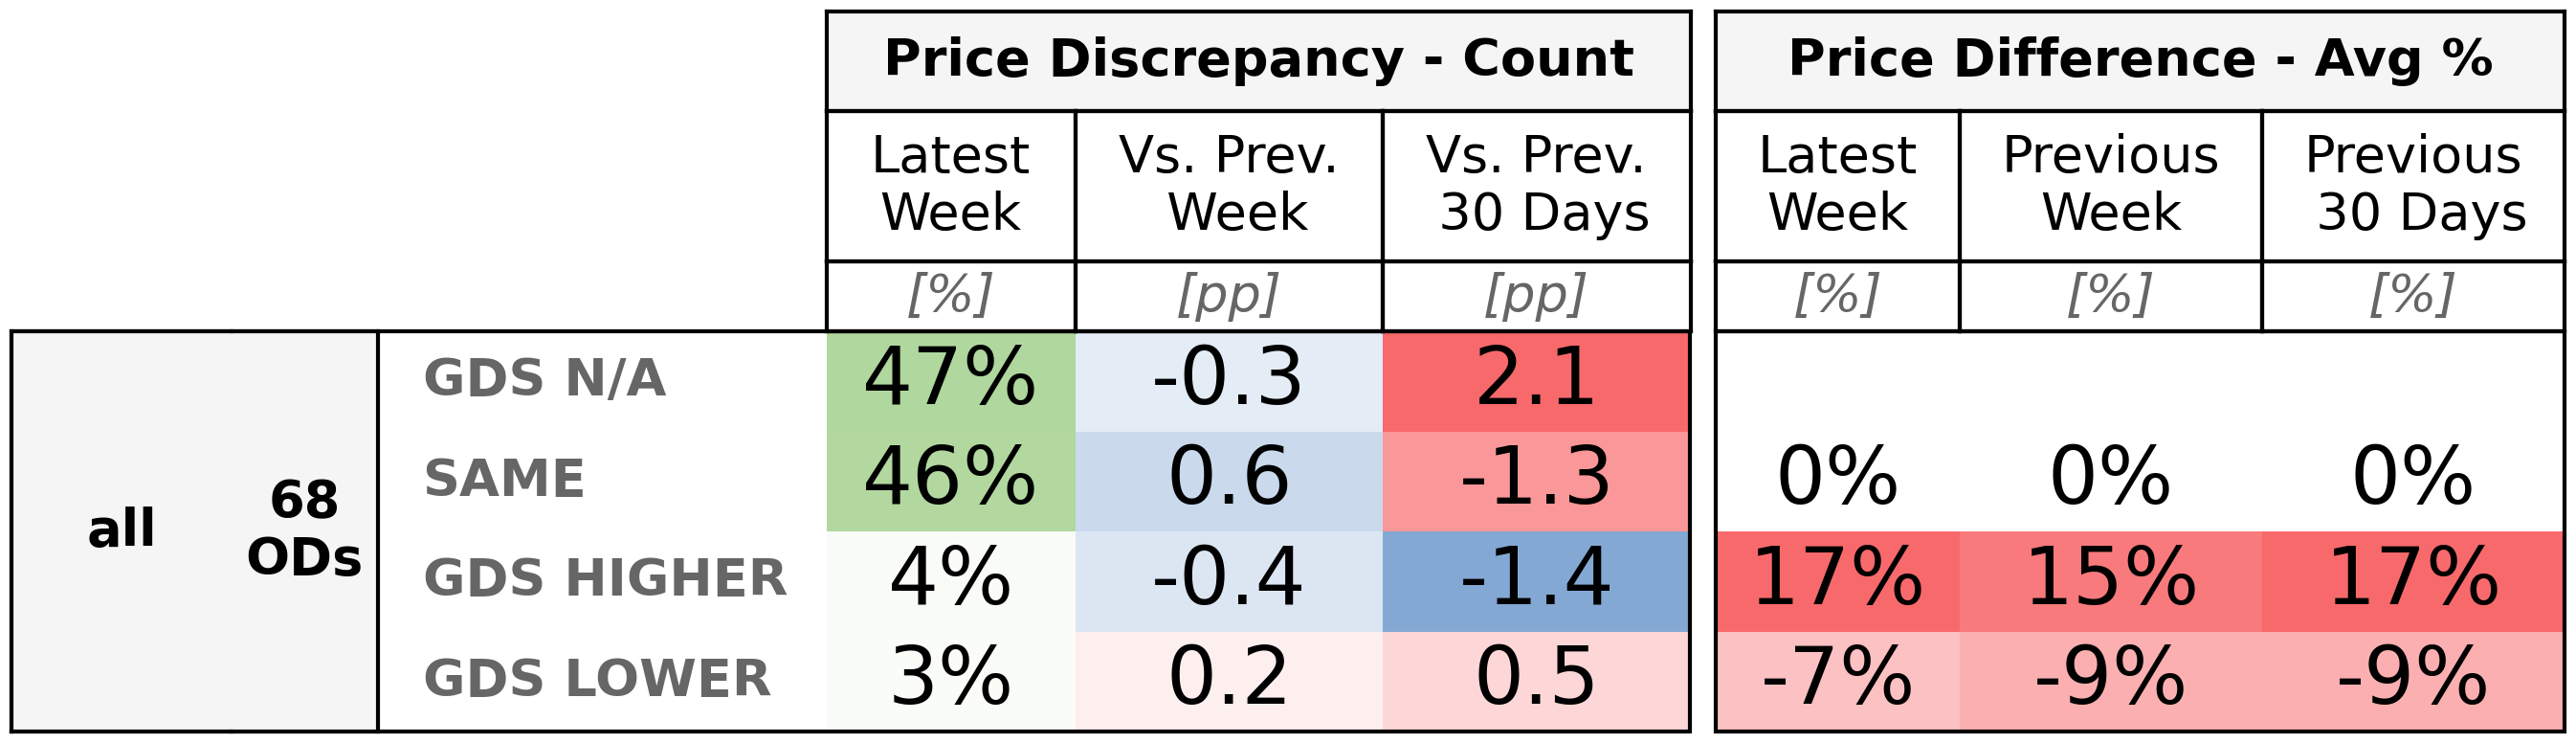 Price Discrepancy - Count Price Difference - Avg %
Latest Week Vs. Prev. Week Vs. Prev. 30 Days Latest Week Previous Week Previous 30 Days
[%] [pp] [pp] [%] [%] [%]
all 68 ODs
GDS N/A 47% -0.3 2.1
SAME 46% 0.6 -1.3 0% 0% 0%
GDS HIGHER 4% -0.4 -1.4 17% 15% 17%
GDS LOWER 3% 0.2 0.5 -7% -9% -9%